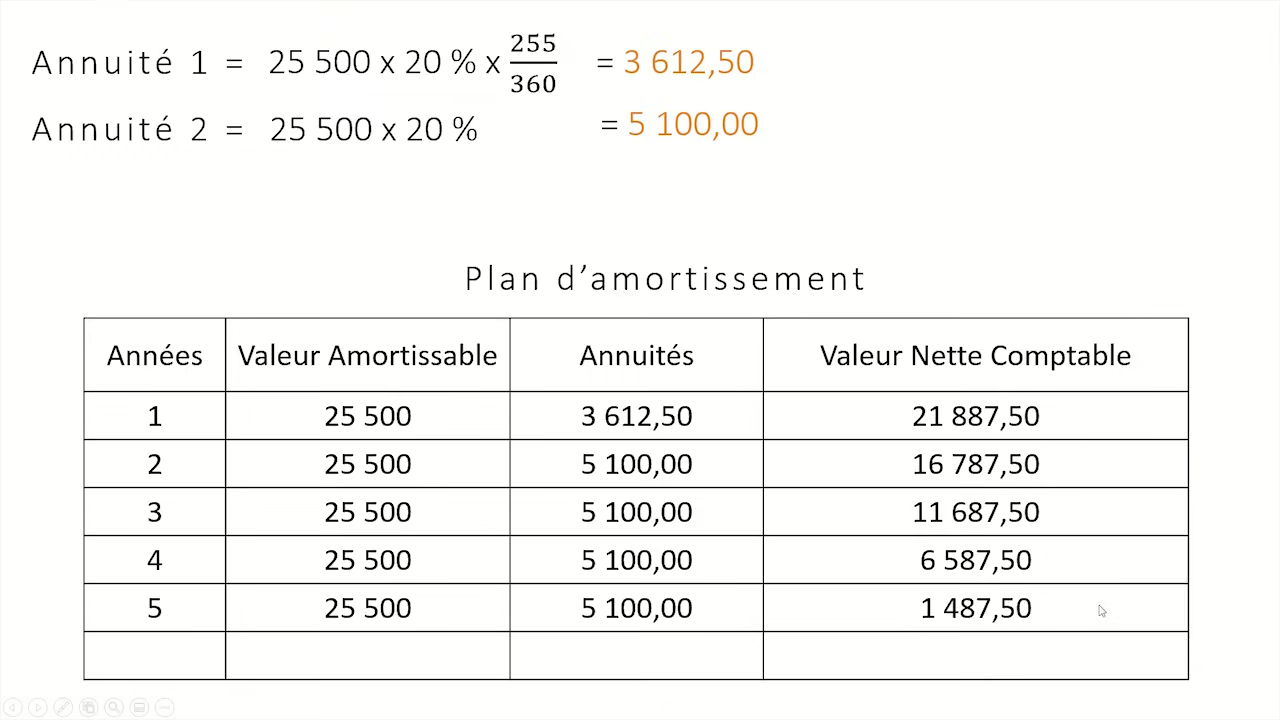 Annuité 1 = 25 500 x 20 % x 255/360 = 3 612,50
Annuité 2 = 25 500 x 20 % = 5 100,00
Plan d’amortissement
Années Valeur Amortissable Annuités Valeur Nette Comptable
1 25 500 3 612,50 21 887,50
2 25 500 5 100,00 16 787,50
3 25 500 5 100,00 11 687,50
4 25 500 5 100,00 6 587,50
5 25 500 5 100,00 1 487,50